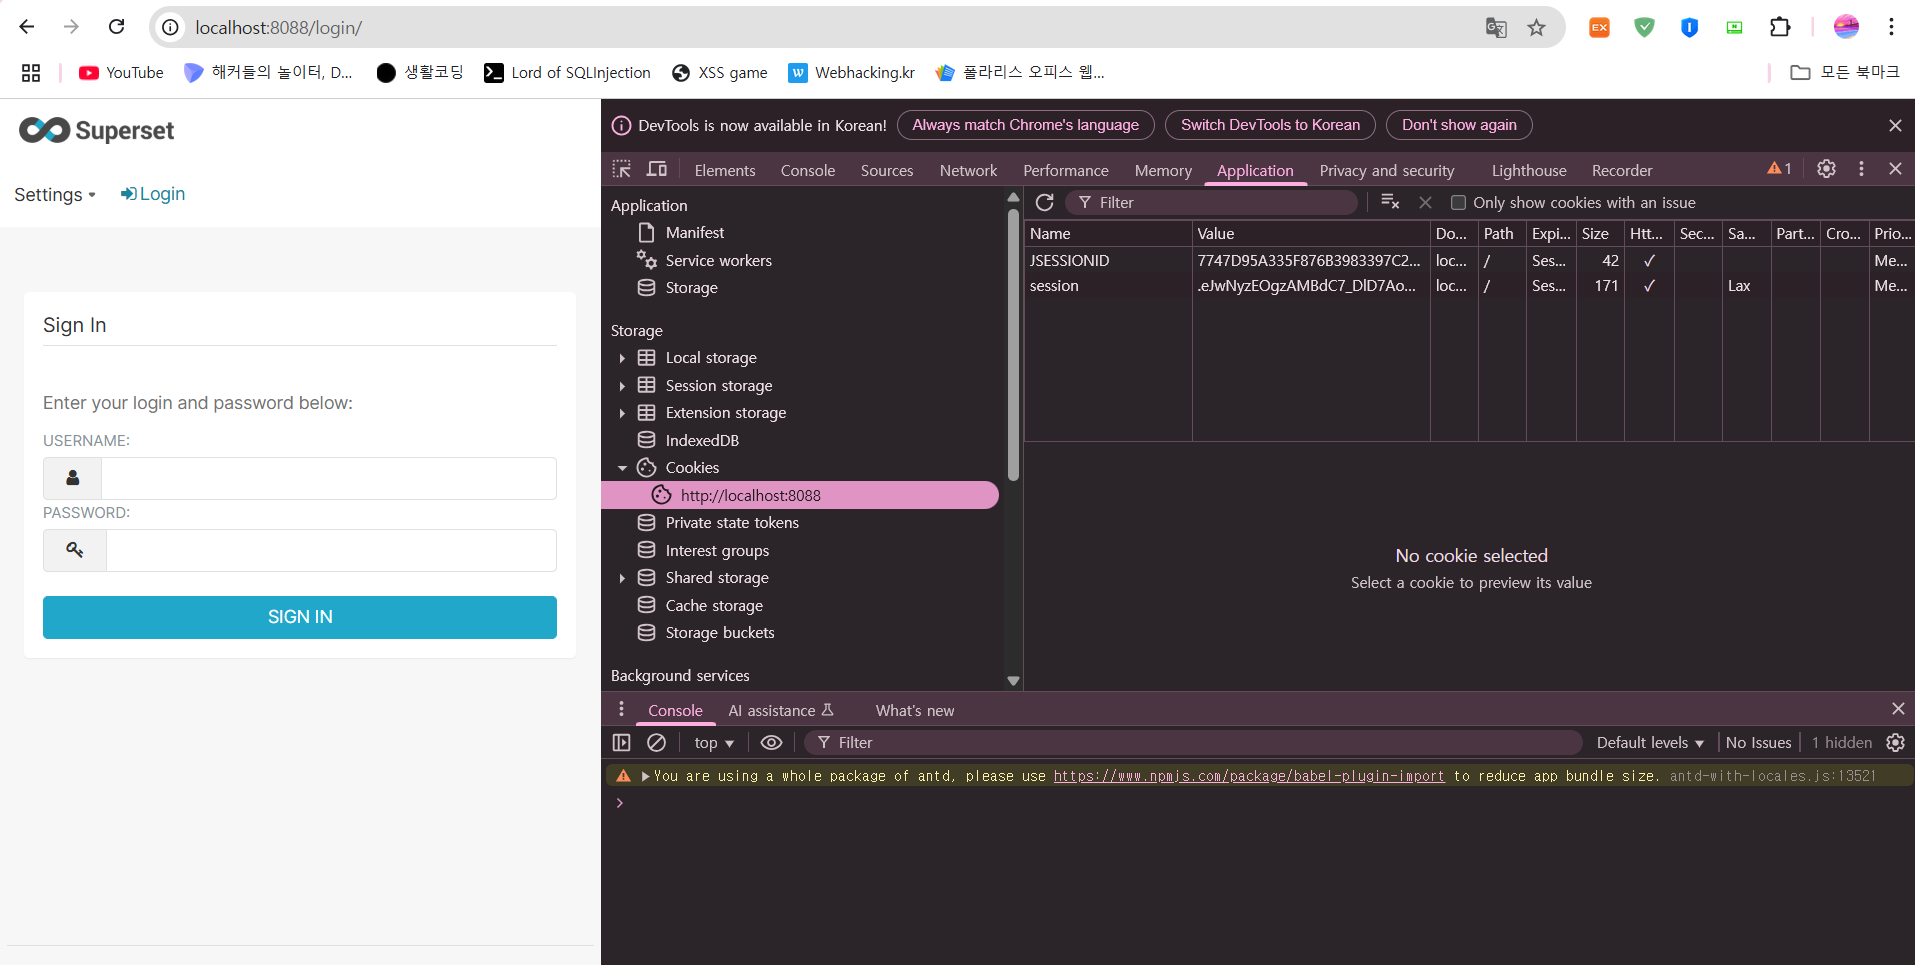 localhost:8088/login/
YouTube
해커들의 놀이터, D...
생활코딩
Lord of SQLInjection
XSS game
Webhacking.kr
폴라리스 오피스 웹...
모든 북마크
Superset
Settings
Login
Sign In
Enter your login and password below:
USERNAME:
PASSWORD:
SIGN IN
DevTools is now available in Korean!
Always match Chrome's language
Switch DevTools to Korean
Don't show again
Elements
Console
Sources
Network
Performance
Memory
Application
Privacy and security
Lighthouse
Recorder
1
Application
Manifest
Service workers
Storage
Storage
Local storage
Session storage
Extension storage
IndexedDB
Cookies
http://localhost:8088
Private state tokens
Interest groups
Shared storage
Cache storage
Storage buckets
Background services
Filter
Only show cookies with an issue
Name Value Do... Path Expi... Size Htt... Sec... Sa... Part... Cro... Prio...
JSESSIONID 7747D95A335F876B3983397C2... loc... / Ses... 42 ✓ Me...
session .eJwNyzEOgzAMBdC7_DlD7Ao... loc... / Ses... 171 ✓ Lax Me...
No cookie selected
Select a cookie to preview its value
Console
AI assistance
What's new
top
Filter
Default levels
No Issues
1 hidden
You are using a whole package of antd, please use https://www.npmjs.com/package/babel-plugin-import to reduce app bundle size. antd-with-locales.js:13521